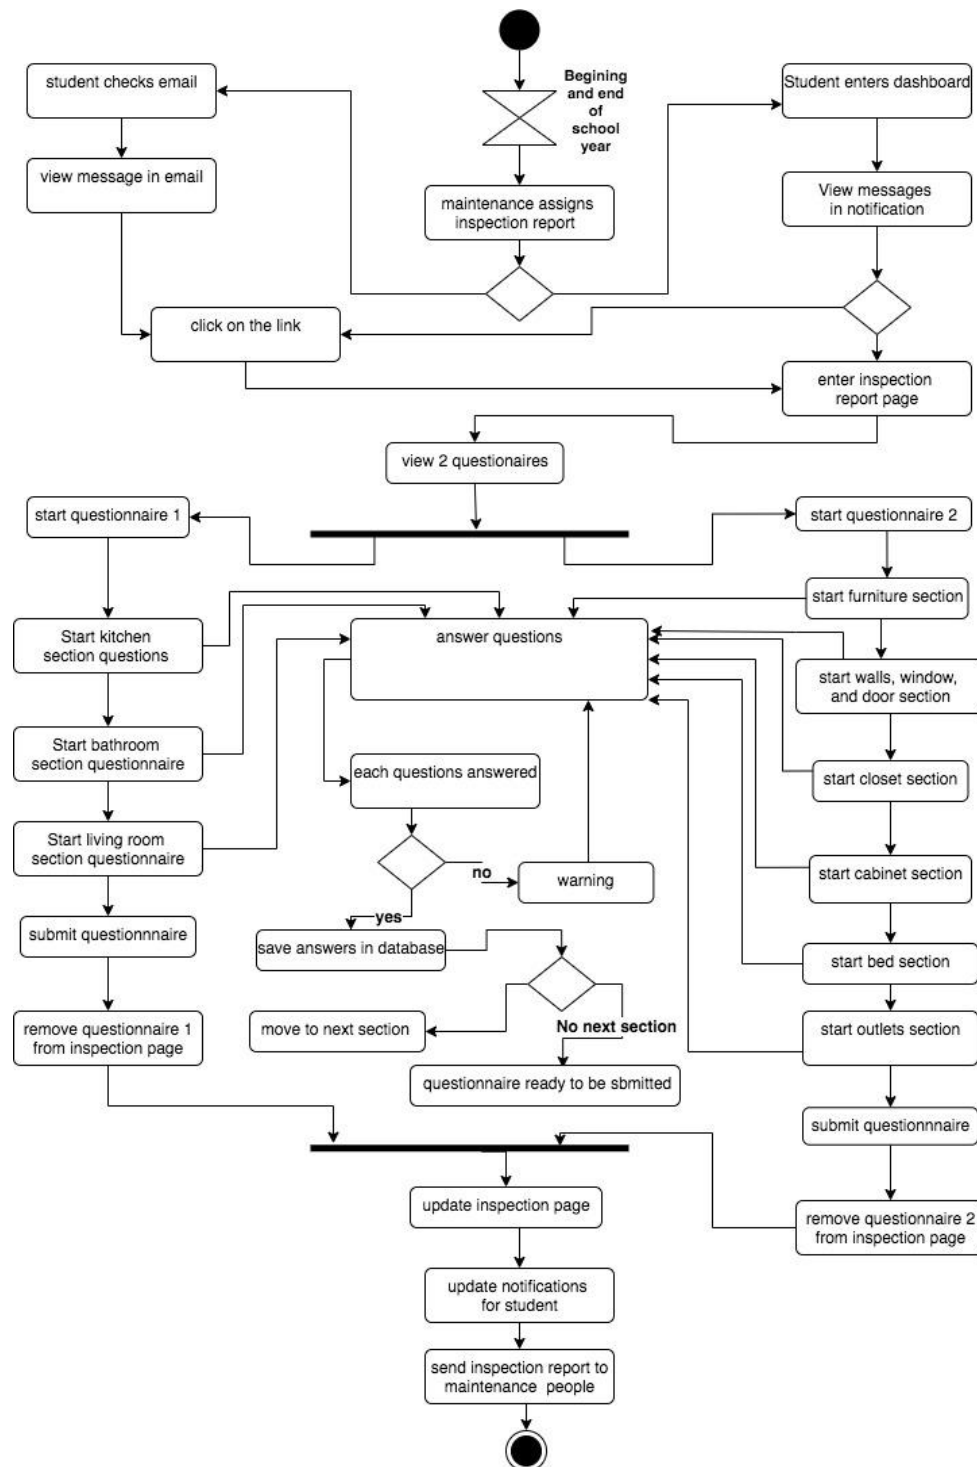 student checks email
Begining
and end
of
school
year
Student enters dashboard
view message in email
maintenance assigns
inspection report
View messages
in notification
click on the link
enter inspection
report page
view 2 questionaires
start questionnaire 1
start questionnaire 2
start furniture section
Start kitchen
section questions
answer questions
start walls, window,
and door section
Start bathroom
section questionnaire
each questions answered
start closet section
Start living room
section questionnaire
no
warning
start cabinet section
yes
submit questionnnaire
save answers in database
start bed section
remove questionnaire 1
from inspection page
move to next section
No next section
start outlets section
questionnaire ready to be sbmitted
submit questionnnaire
update inspection page
remove questionnaire 2
from inspection page
update notifications
for student
send inspection report to
maintenance people